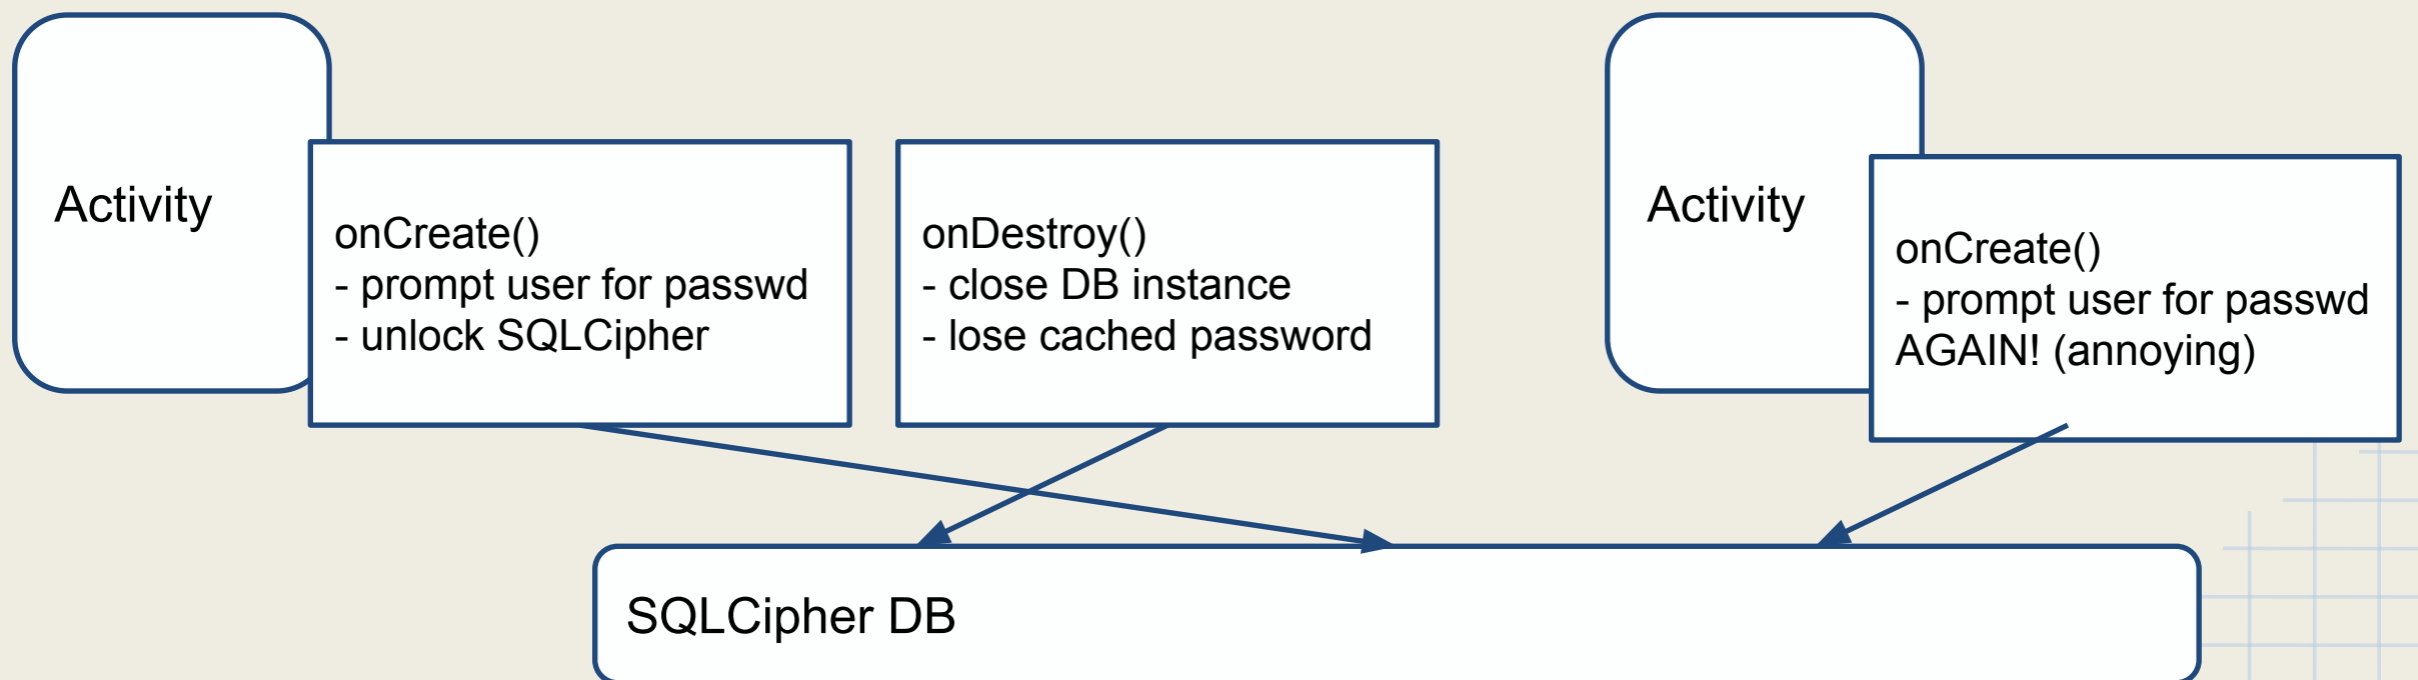 Activity
onCreate()
- prompt user for passwd
- unlock SQLCipher
onDestroy()
- close DB instance
- lose cached password
Activity
onCreate()
- prompt user for passwd
AGAIN! (annoying)
SQLCipher DB